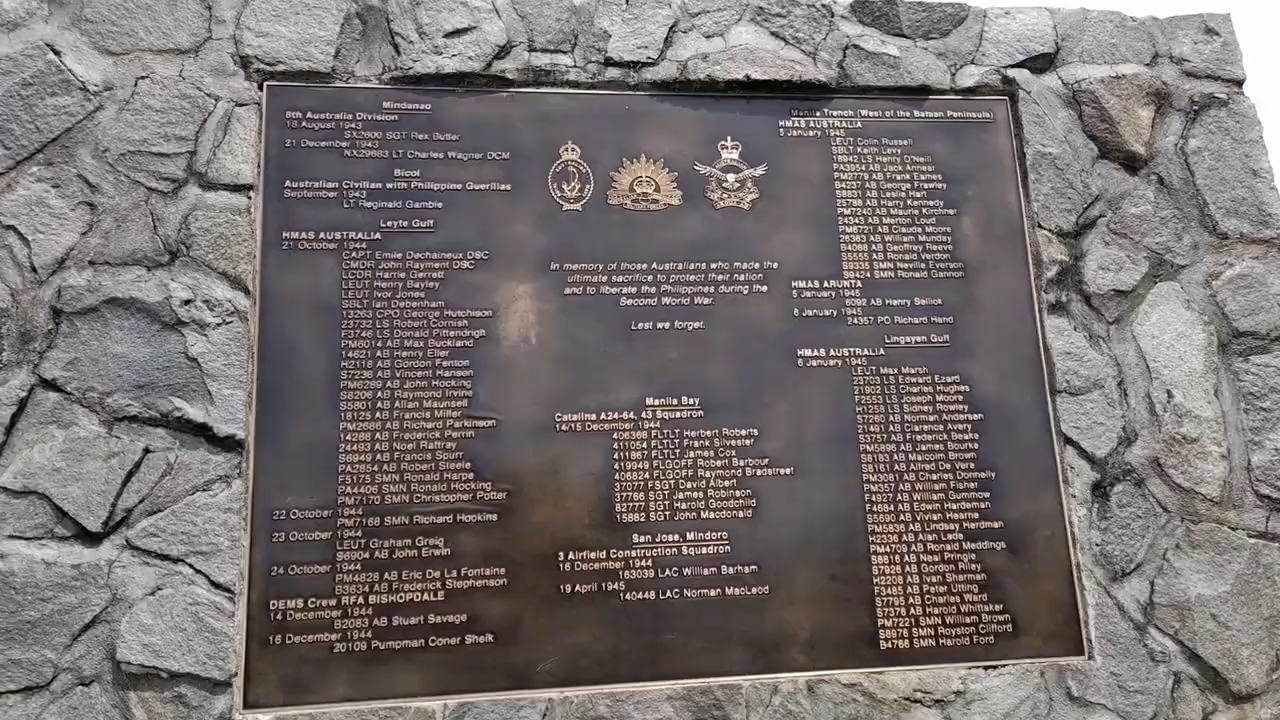 Mindanao
8th Australia Division
18 August 1943
SX2600 SGT Rex Butler
21 December 1943
NX29683 LT Charles Wagner DCM
Bicol
Australian Civilian with Philippine Guerillas
September 1943
LT Reginald Gamble
Leyte Gulf
HMAS AUSTRALIA
21 October 1944
CAPT Emile Dechaineux DSC
CMDR John Rayment DSC
LCDR Harrie Gerrett
LEUT Henry Bayley
LEUT Ivor Jones
SBLT Ian Debenham
13263 CPO George Hutchison
23732 LS Robert Cornish
P3746 LS Donald Pittendrigh
PM6014 AB Max Buckland
14621 AB Henry Eller
H2118 AB Gordon Fenton
S7236 AB Vincent Hansen
PM6289 AB John Hocking
S8206 AB Raymond Irvine
S5801 AB Allan Maunsell
18125 AB Francis Miller
PM2686 AB Richard Parkinson
14288 AB Frederick Perrin
24493 AB Noel Rattray
S6949 AB Francis Spurr
PA2854 AB Robert Steele
F5175 SMN Ronald Harpe
PA4406 SMN Ronald Hocking
PM7170 SMN Christopher Potter
22 October 1944
PM7168 SMN Richard Hookins
23 October 1944
LEUT Graham Greig
S6904 AB John Erwin
24 October 1944
PM4826 AB Eric De La Fontaine
B3634 AB Frederick Stephenson
DEMS Crew RFA BISHOPDALE
14 December 1944
B2083 AB Stuart Savage
16 December 1944
20109 Pumpman Coner Sheik
In memory of those Australians who made the
ultimate sacrifice to protect their nation
and to liberate the Philippines during the
Second World War.
Lest we forget.
Manila Bay
Catalina A24-64, 43 Squadron
14/15 December 1944
406366 FLTLT Herbert Roberts
411054 FLTLT Frank Silvester
411867 FLTLT James Cox
419949 FLGOFF Robert Barbour
406824 FLGOFF Raymond Bradstreet
37077 FSGT David Albert
37766 SGT James Robinson
82777 SGT Harold Goodchild
15882 SGT John Macdonald
San Jose, Mindoro
3 Airfield Construction Squadron
16 December 1944
163039 LAC William Barham
19 April 1945
140448 LAC Norman MacLeod
Manila Trench (West of the Bataan Peninsula)
HMAS AUSTRALIA
5 January 1945
LEUT Colin Russell
SBLT Keith Levy
18942 LS Henry O'Neill
PA3954 AB Jack Annear
PM2779 AB Frank Eames
B4237 AB George Frawley
S8831 AB Leslie Hart
25788 AB Harry Kennedy
PM7240 AB Maurie Kirchner
24343 AB Merton Loud
PM6721 AB Claude Moore
26363 AB William Munday
B4088 AB Geoffrey Reeve
S5555 AB Ronald Verdon
S9335 SMN Neville Everson
S9424 SMN Ronald Gannon
HMAS ARUNTA
5 January 1945
6092 AB Henry Sellick
6 January 1945
24357 PO Richard Hand
Lingayen Gulf
HMAS AUSTRALIA
6 January 1945
LEUT Max Marsh
23703 LS Edward Ezard
21902 LS Charles Hughes
F2553 LS Joseph Moore
H1258 LS Sidney Rowley
S7260 AB Norman Andersen
21491 AB Clarence Avery
S3757 AB Frederick Beake
PM5896 AB James Bourke
S8183 AB Malcolm Brown
S8161 AB Alfred De Vere
PM3081 AB Charles Donnelly
PM357 AB William Fisher
F4927 AB William Gummow
F4684 AB Edwin Hardeman
S5690 AB Vivian Hearne
PM5836 AB Lindsay Herdman
H2336 AB Alan Lade
PM4709 AB Ronald Meddings
S8816 AB Neal Pringle
S7926 AB Gordon Riley
H2208 AB Ivan Sharman
F3485 AB Peter Utting
S7795 AB Charles Ward
S7376 AB Harold Whittaker
PM7221 SMN William Brown
S8976 SMN Royston Clifford
B4766 SMN Harold Ford